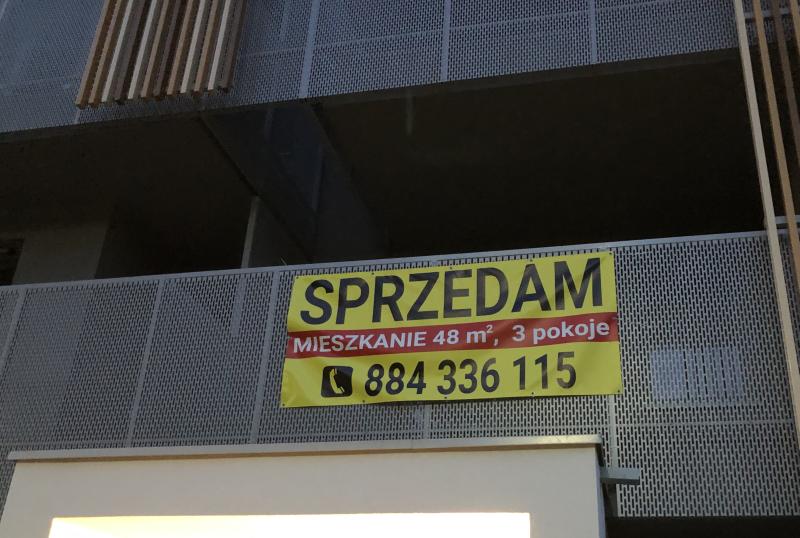 SPRZEDAM
MIESZKANIE 48 m², 3 pokoje
884 336 115